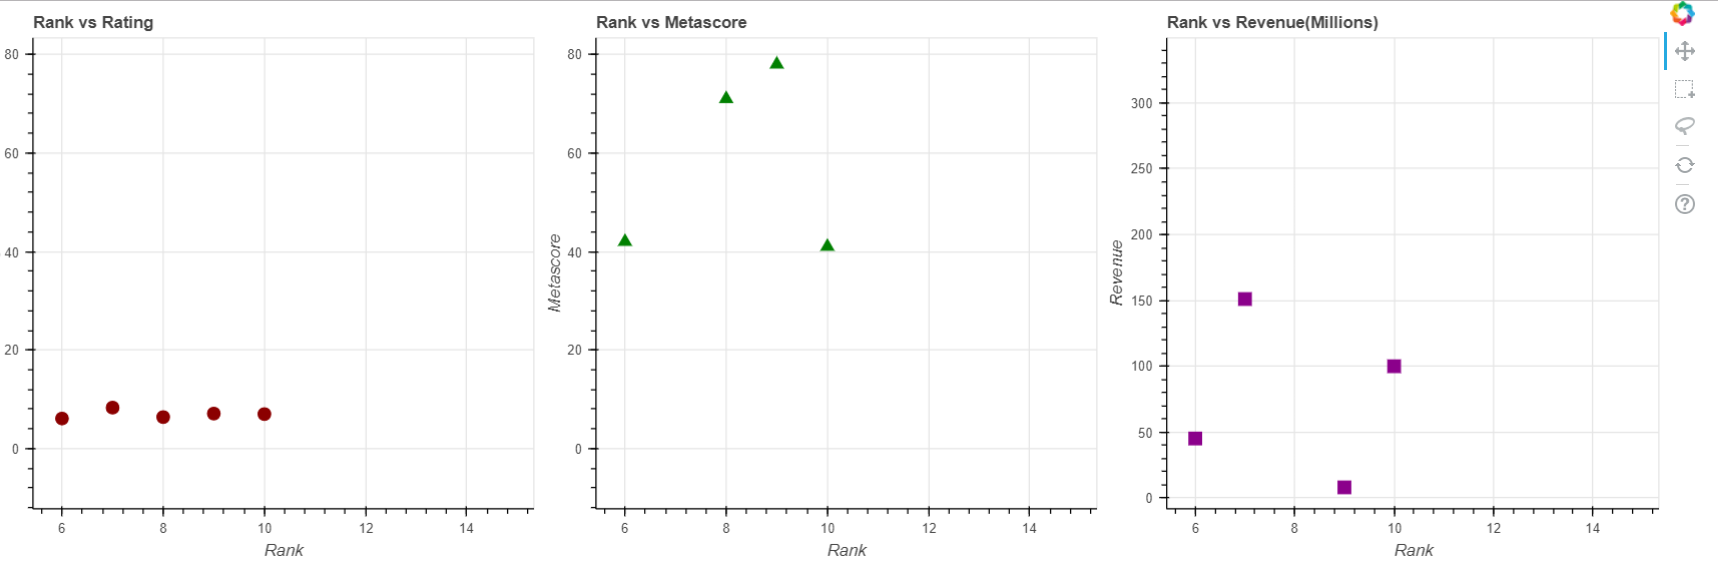 Rank vs Rating
80
60
40
20
0
6 8 10 12 14
Rank
Rank vs Metascore
Metascore
80
60
40
20
0
6 8 10 12 14
Rank
Rank vs Revenue(Millions)
Revenue
300
250
200
150
100
50
0
6 8 10 12 14
Rank